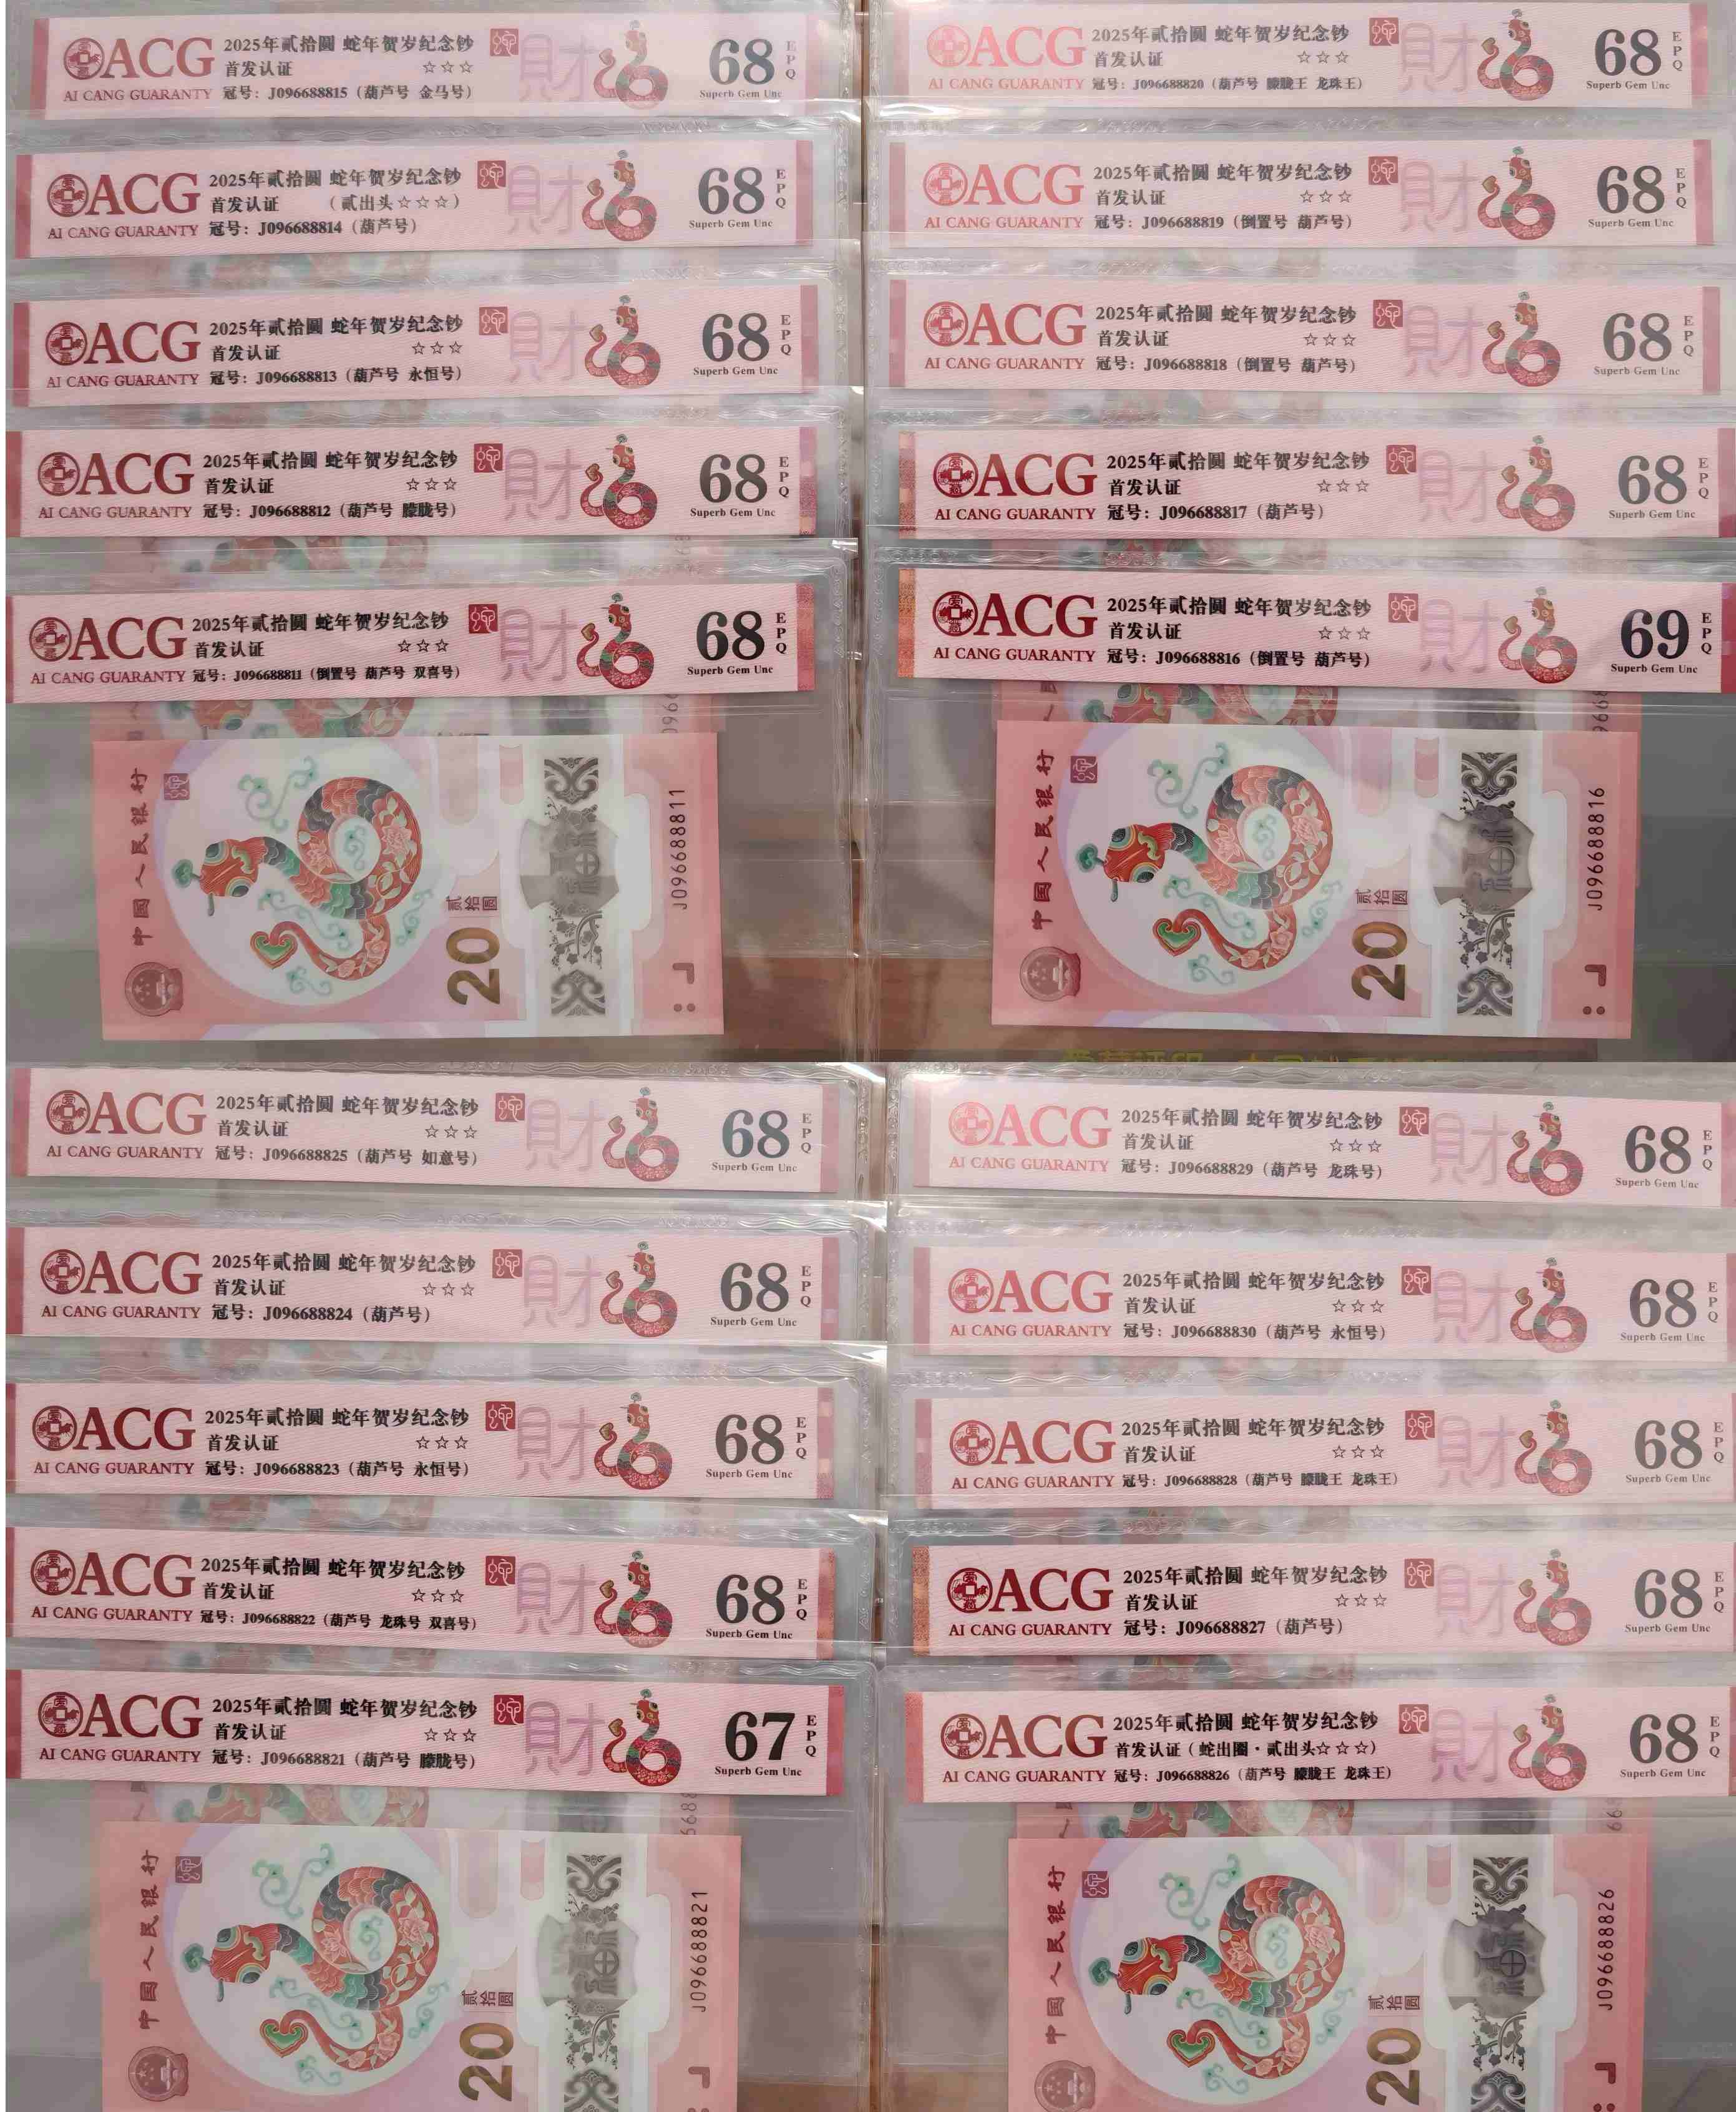 ACG 2025年贰拾圆 蛇年贺岁纪念钞 蛇 财 68 EPQ
首发认证 ☆☆☆
AI CANG GUARANTY 冠号：J096688815（葫芦号 金马号） Superb Gem Unc
ACG 2025年贰拾圆 蛇年贺岁纪念钞 蛇 財 68 EPQ
首发认证 （贰出头☆☆☆）
AI CANG GUARANTY 冠号：J096688814（葫芦号） Superb Gem Unc
ACG 2025年贰拾圆 蛇年贺岁纪念钞 蛇 財 68 EPQ
首发认证 ☆☆☆
AI CANG GUARANTY 冠号：J096688813（葫芦号 永恒号） Superb Gem Unc
ACG 2025年贰拾圆 蛇年贺岁纪念钞 蛇 財 68 EPQ
首发认证 ☆☆☆
AI CANG GUARANTY 冠号：J096688812（葫芦号 朦胧号） Superb Gem Unc
ACG 2025年贰拾圆 蛇年贺岁纪念钞 蛇 財 68 EPQ
首发认证 ☆☆☆
AI CANG GUARANTY 冠号：J096688811（倒置号 葫芦号 双喜号） Superb Gem Unc
中国人民银行
贰拾圆
20
J096688811
ACG 2025年贰拾圆 蛇年贺岁纪念钞 蛇 財 68 EPQ
首发认证 ☆☆☆
AI CANG GUARANTY 冠号：J096688820（葫芦号 朦胧王 龙珠王） Superb Gem Unc
ACG 2025年贰拾圆 蛇年贺岁纪念钞 蛇 財 68 EPQ
首发认证 ☆☆☆
AI CANG GUARANTY 冠号：J096688819（倒置号 葫芦号） Superb Gem Unc
ACG 2025年贰拾圆 蛇年贺岁纪念钞 蛇 財 68 EPQ
首发认证 ☆☆☆
AI CANG GUARANTY 冠号：J096688818（倒置号 葫芦号） Superb Gem Unc
ACG 2025年贰拾圆 蛇年贺岁纪念钞 蛇 財 68 EPQ
首发认证 ☆☆☆
AI CANG GUARANTY 冠号：J096688817（葫芦号） Superb Gem Unc
ACG 2025年贰拾圆 蛇年贺岁纪念钞 蛇 財 69 EPQ
首发认证 ☆☆☆
AI CANG GUARANTY 冠号：J096688816（倒置号 葫芦号） Superb Gem Unc
中国人民银行
贰拾圆
20
J096688816
ACG 2025年贰拾圆 蛇年贺岁纪念钞 蛇 財 68 EPQ
首发认证 ☆☆☆
AI CANG GUARANTY 冠号：J096688825（葫芦号 如意号） Superb Gem Unc
ACG 2025年贰拾圆 蛇年贺岁纪念钞 蛇 財 68 EPQ
首发认证 ☆☆☆
AI CANG GUARANTY 冠号：J096688824（葫芦号） Superb Gem Unc
ACG 2025年贰拾圆 蛇年贺岁纪念钞 蛇 財 68 EPQ
首发认证 ☆☆☆
AI CANG GUARANTY 冠号：J096688823（葫芦号 永恒号） Superb Gem Unc
ACG 2025年贰拾圆 蛇年贺岁纪念钞 蛇 財 68 EPQ
首发认证 ☆☆☆
AI CANG GUARANTY 冠号：J096688822（葫芦号 龙珠号 双喜号） Superb Gem Unc
ACG 2025年贰拾圆 蛇年贺岁纪念钞 蛇 財 67 EPQ
首发认证 ☆☆☆
AI CANG GUARANTY 冠号：J096688821（葫芦号 朦胧号） Superb Gem Unc
中国人民银行
贰拾圆
20
J096688821
ACG 2025年贰拾圆 蛇年贺岁纪念钞 蛇 財 68 EPQ
首发认证 ☆☆☆
AI CANG GUARANTY 冠号：J096688829（葫芦号 龙珠号） Superb Gem Unc
ACG 2025年贰拾圆 蛇年贺岁纪念钞 蛇 財 68 EPQ
首发认证 ☆☆☆
AI CANG GUARANTY 冠号：J096688830（葫芦号 永恒号） Superb Gem Unc
ACG 2025年贰拾圆 蛇年贺岁纪念钞 蛇 財 68 EPQ
首发认证 ☆☆☆
AI CANG GUARANTY 冠号：J096688828（葫芦号 朦胧王 龙珠王） Superb Gem Unc
ACG 2025年贰拾圆 蛇年贺岁纪念钞 蛇 財 68 EPQ
首发认证 ☆☆☆
AI CANG GUARANTY 冠号：J096688827（葫芦号） Superb Gem Unc
ACG 2025年贰拾圆 蛇年贺岁纪念钞 蛇 財 68 EPQ
首发认证（蛇出圈·贰出头☆☆☆）
AI CANG GUARANTY 冠号：J096688826（葫芦号 朦胧王 龙珠王） Superb Gem Unc
中国人民银行
贰拾圆
20
J096688826